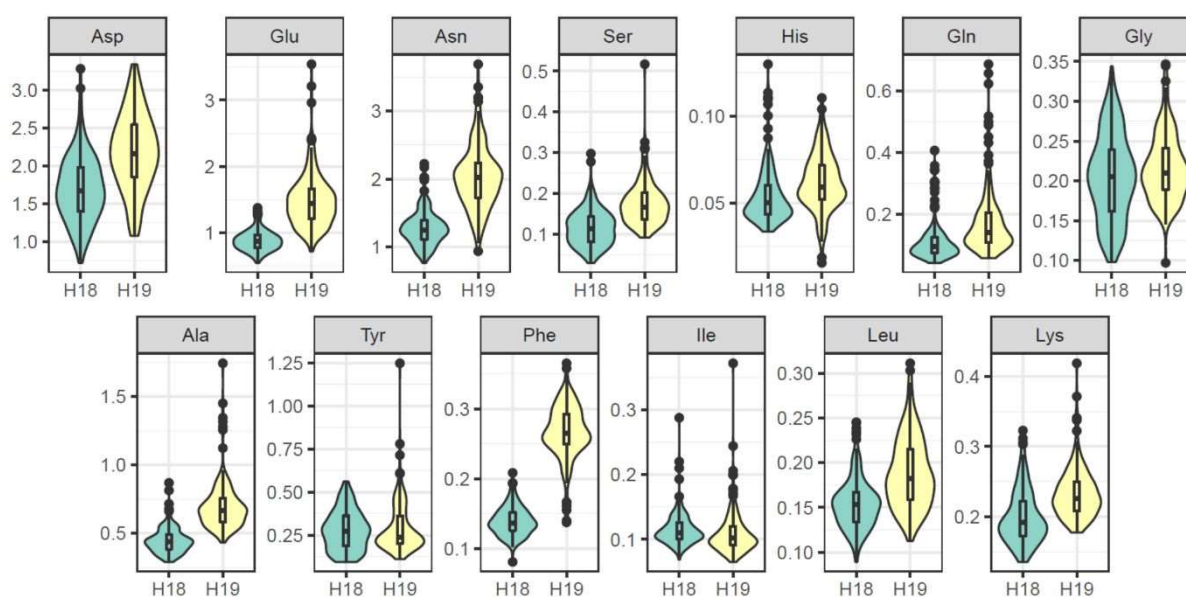 Asp Glu Asn Ser His Gln Gly
3.0 2.5 2.0 1.5 1.0
3 2 1
3 2 1
0.5 0.4 0.3 0.2 0.1
0.10 0.05
0.6 0.4 0.2
0.35 0.30 0.25 0.20 0.15 0.10
H18 H19 H18 H19 H18 H19 H18 H19 H18 H19 H18 H19 H18 H19
Ala Tyr Phe Ile Leu Lys
1.5 1.0 0.5
1.25 1.00 0.75 0.50 0.25
0.3 0.2 0.1
0.3 0.2 0.1
0.30 0.25 0.20 0.15 0.10
0.4 0.3 0.2
H18 H19 H18 H19 H18 H19 H18 H19 H18 H19 H18 H19